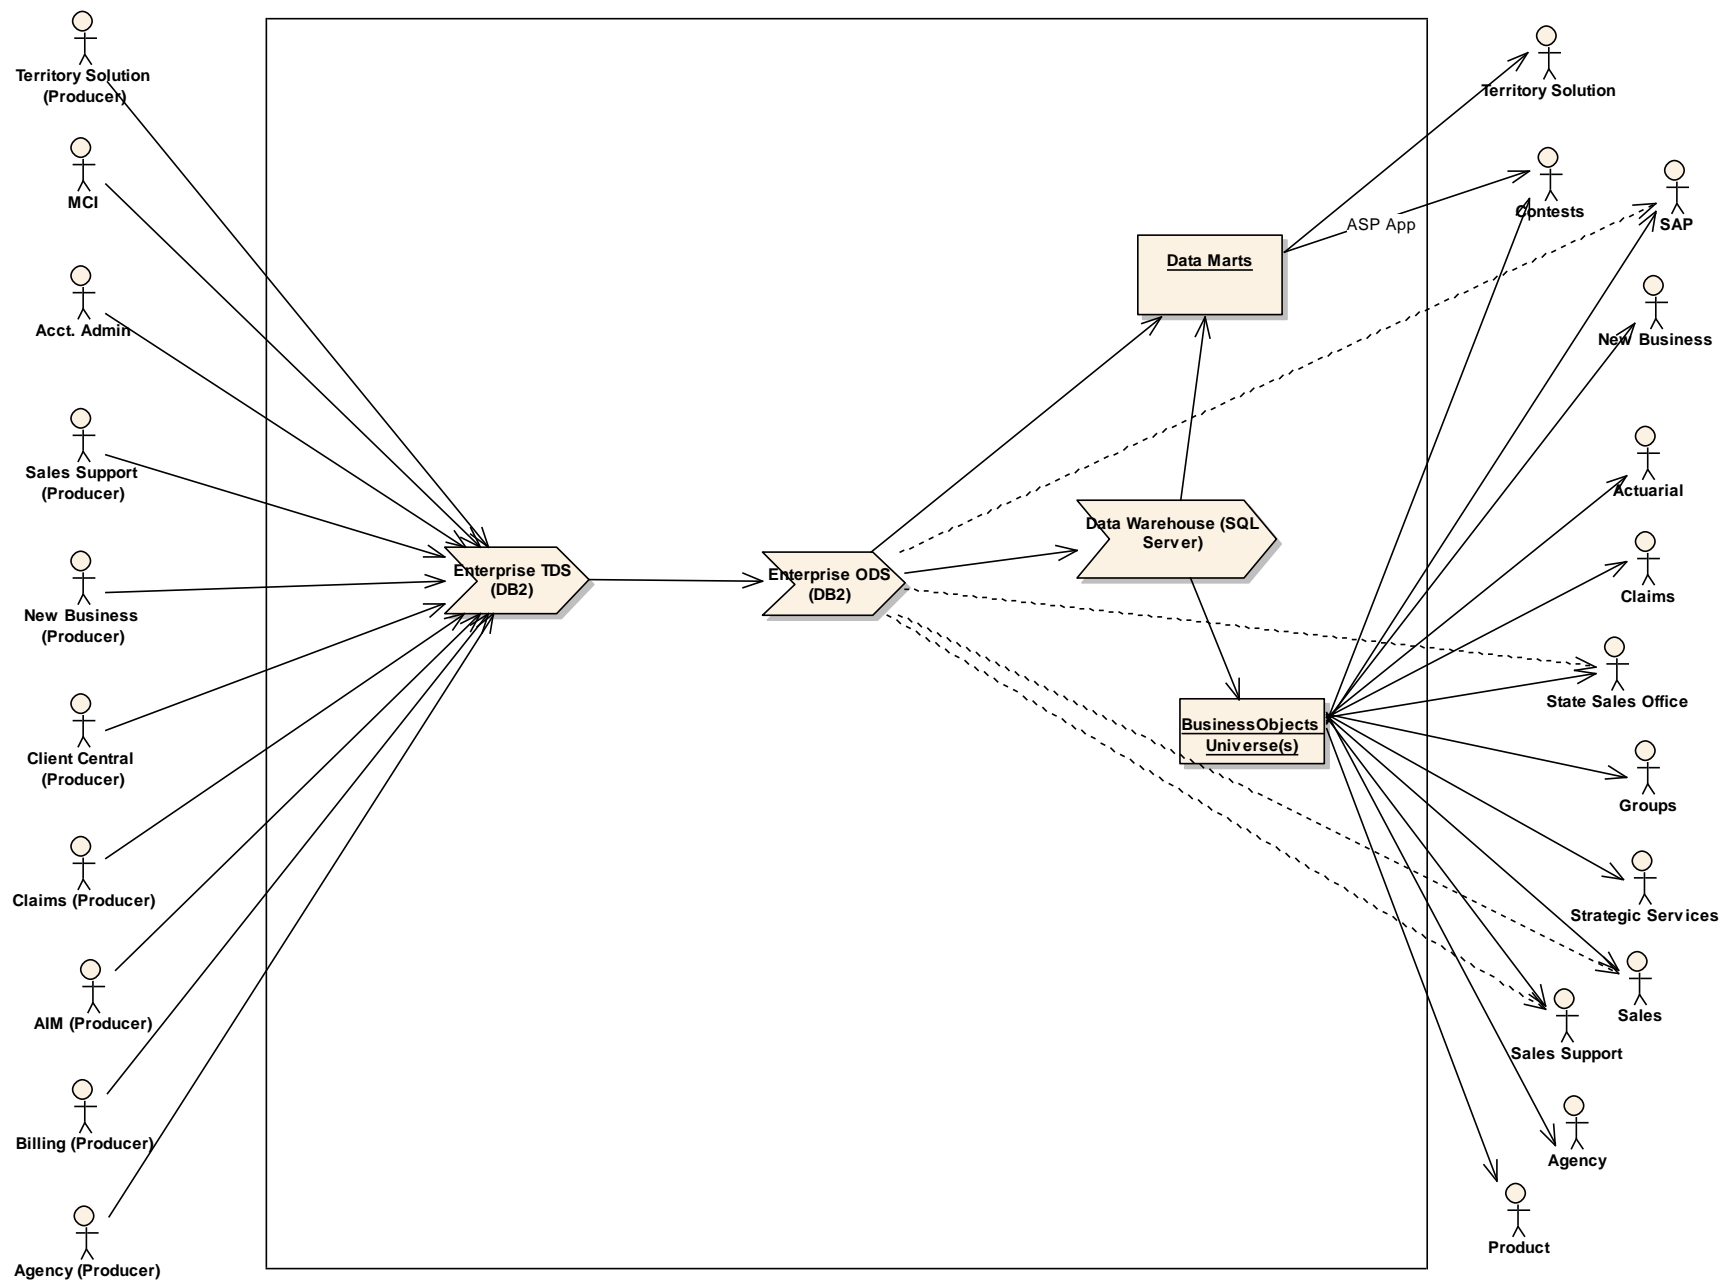 Territory Solution
(Producer)
MCI
Acct. Admin
Sales Support
(Producer)
New Business
(Producer)
Client Central
(Producer)
Claims (Producer)
AIM (Producer)
Billing (Producer)
Agency (Producer)
Enterprise TDS
(DB2)
Enterprise ODS
(DB2)
Data Marts
Data Warehouse (SQL
Server)
BusinessObjects
Universe(s)
ASP App
Territory Solution
Contests
SAP
New Business
Actuarial
Claims
State Sales Office
Groups
Strategic Services
Sales
Sales Support
Agency
Product